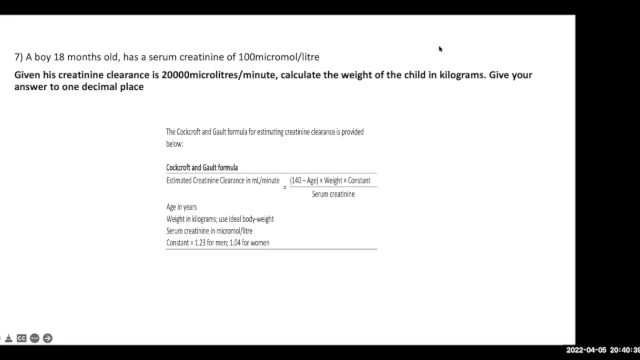 7) A boy 18 months old, has a serum creatinine of 100micromol/litre
Given his creatinine clearance is 20000microlitres/minute, calculate the weight of the child in kilograms. Give your
answer to one decimal place
The Cockcroft and Gault formula for estimating creatinine clearance is provided
below:
Cockcroft and Gault formula
Estimated Creatinine Clearance in mL/minute = (140 – Age) × Weight × Constant
Serum creatinine
Age in years
Weight in kilograms; use ideal body-weight
Serum creatinine in micromol/litre
Constant = 1.23 for men; 1.04 for women
CC
2022-04-05 20:40:39